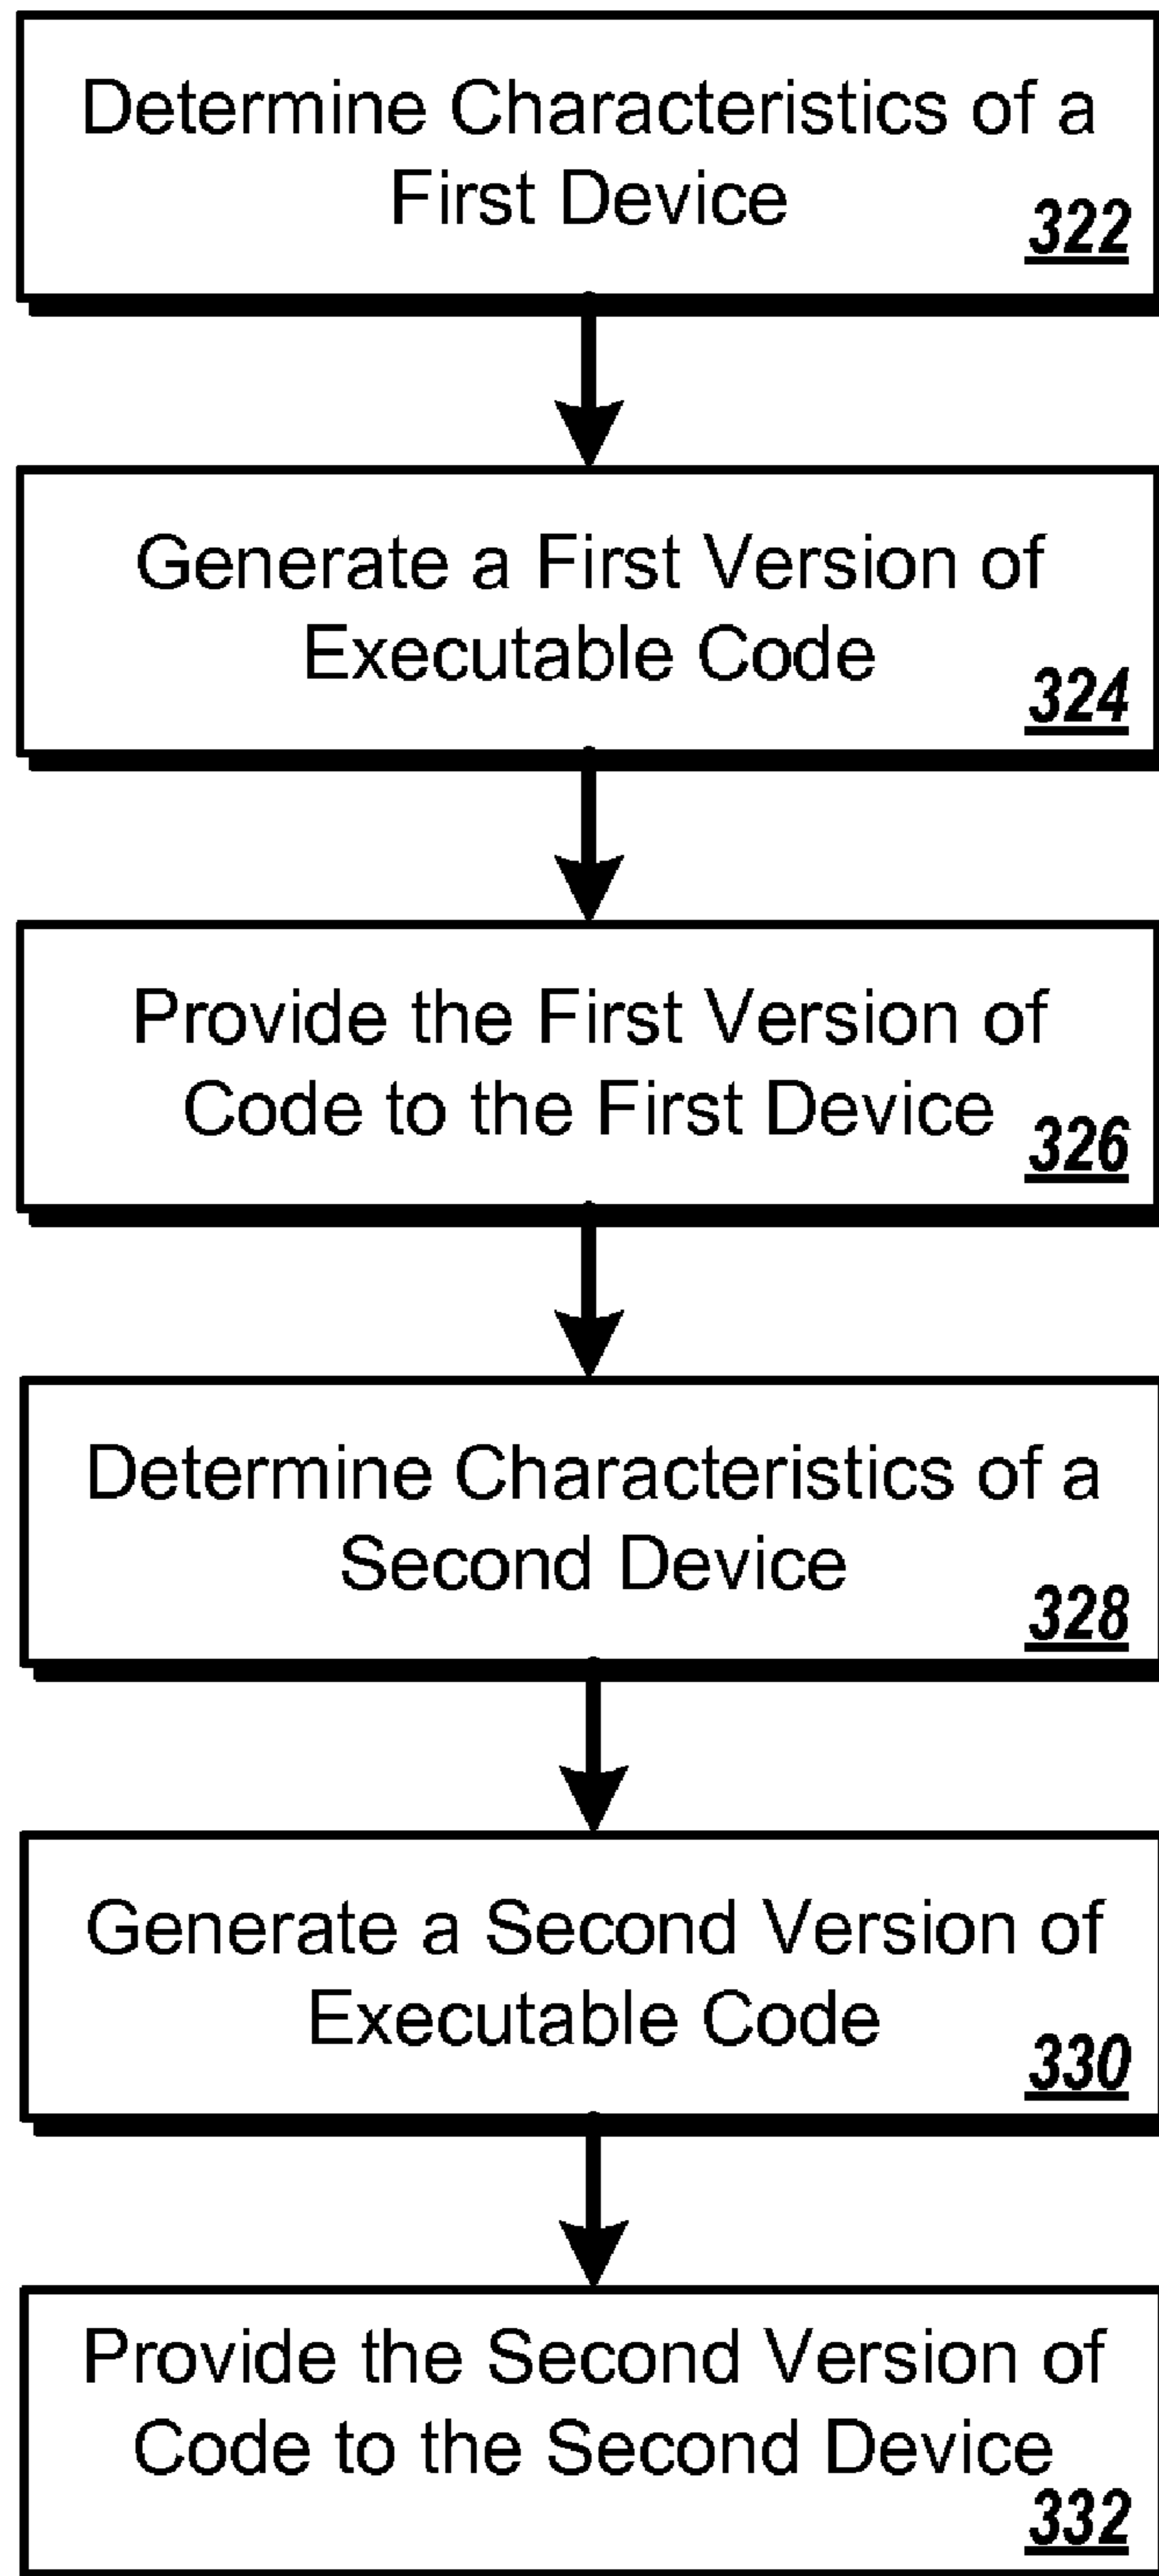 Determine Characteristics of a
First Device
322
Generate a First Version of
Executable Code
324
Provide the First Version of
Code to the First Device
326
Determine Characteristics of a
Second Device
328
Generate a Second Version of
Executable Code
330
Provide the Second Version of
Code to the Second Device
332